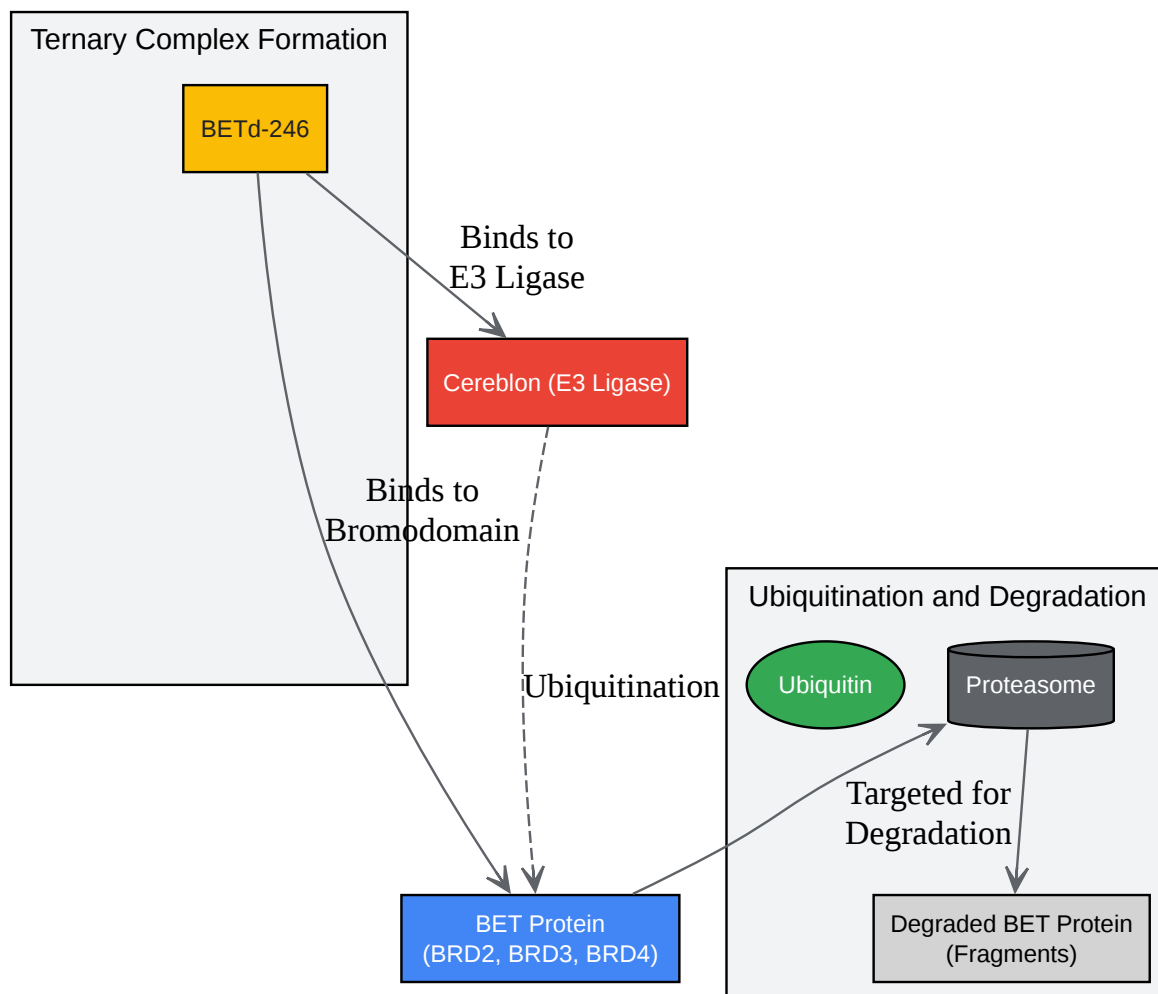 Ternary Complex Formation
BETd-246
Binds to
E3 Ligase
Cereblon (E3 Ligase)
Binds to
Bromodomain
Ubiquitination and Degradation
Ubiquitination
Ubiquitin
Proteasome
Targeted for
Degradation
BET Protein
(BRD2, BRD3, BRD4)
Degraded BET Protein
(Fragments)